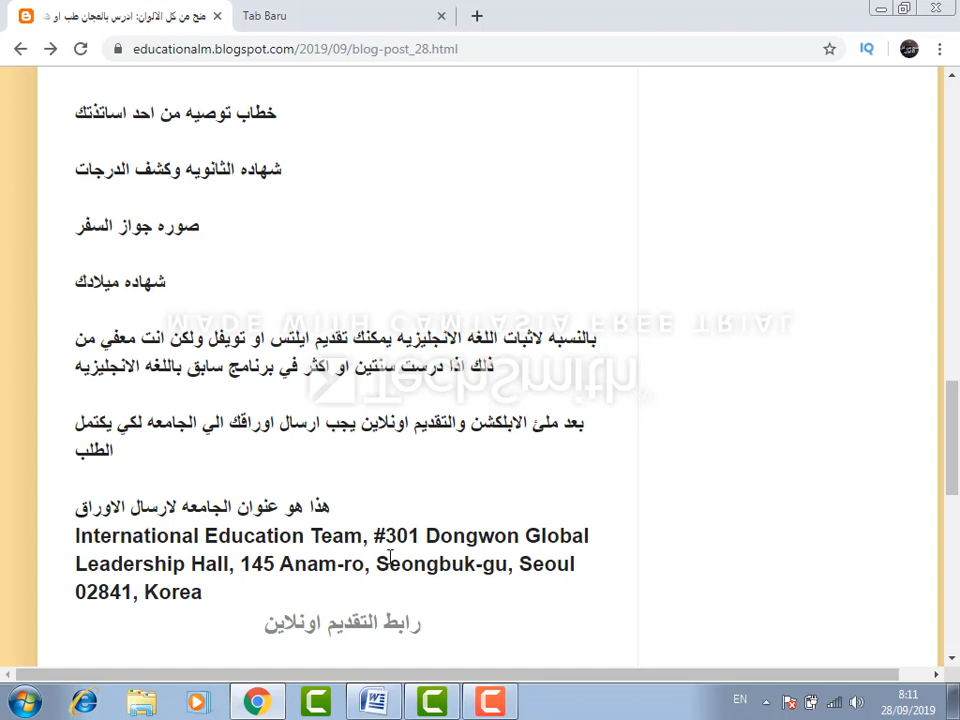 منح من كل الالوان: ادرس بالمجان طب او
Tab Baru
educationalm.blogspot.com/2019/09/blog-post_28.html
IQ
خطاب توصيه من احد اساتذتك
شهاده الثانويه وكشف الدرجات
صوره جواز السفر
شهاده ميلادك
MADE WITH CAMTASIA FREE TRIAL
بالنسبه لاثبات اللغه الانجليزيه يمكنك تقديم ايلتس او تويفل ولكن انت معفي من
ذلك اذا درست سنتين او اكثر في برنامج سابق باللغه الانجليزيه
TechSmith
بعد ملئ الابلكشن والتقديم اونلاين يجب ارسال اوراقك الي الجامعه لكي يكتمل
الطلب
هذا هو عنوان الجامعه لارسال الاوراق
International Education Team, #301 Dongwon Global
Leadership Hall, 145 Anam-ro, Seongbuk-gu, Seoul
02841, Korea
رابط التقديم اونلاين
EN
8:11
28/09/2019